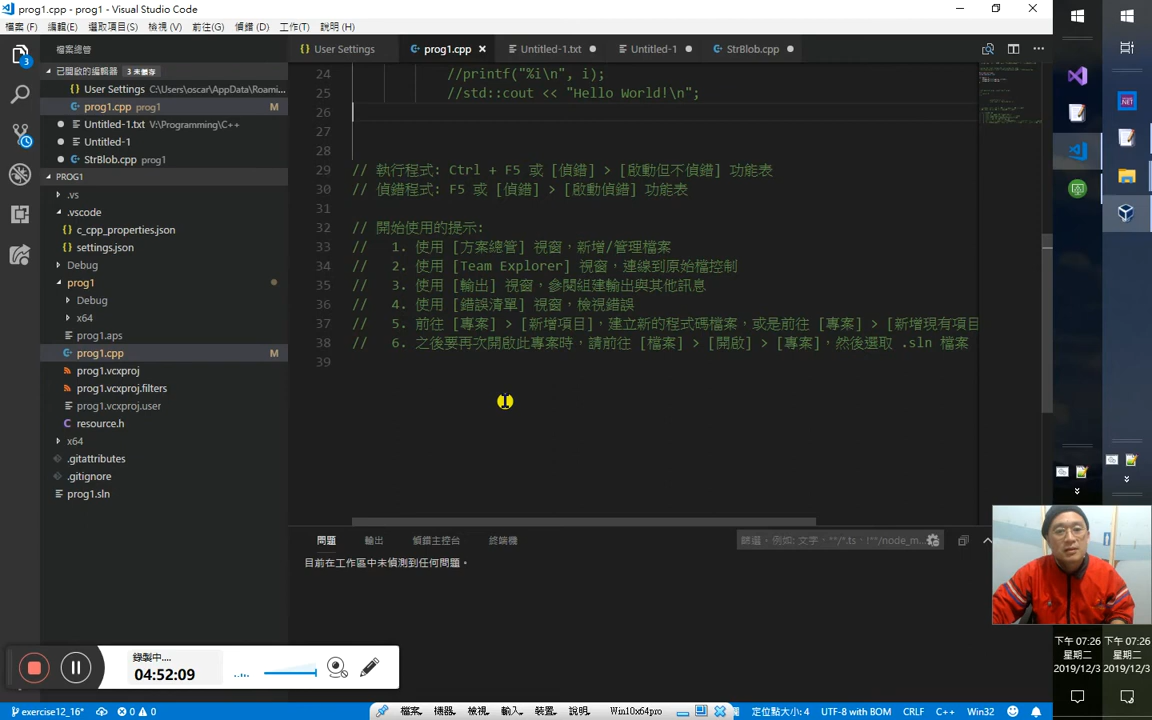 prog1.cpp - prog1 - Visual Studio Code
檔案 (F) 編輯(E) 選取項目(S) 檢視 (V) 前往(G) 偵錯 (D) 工作(T) 說明 (H)
檔案總管
已開啟的編輯器 3 未儲存
User Settings C:\Users\oscar\AppData\Roami...
prog1.cpp prog1 M
Untitled-1.txt V:\Programming\C++
Untitled-1
StrBlob.cpp prog1
PROG1
.vs
.vscode
c_cpp_properties.json
settings.json
Debug
prog1
Debug
x64
prog1.aps
prog1.cpp M
prog1.vcxproj
prog1.vcxproj.filters
prog1.vcxproj.user
resource.h
x64
.gitattributes
.gitignore
prog1.sln
User Settings prog1.cpp Untitled-1.txt Untitled-1 StrBlob.cpp
24 //printf("%i\n", i);
25 //std::cout << "Hello World!\n";
26
27
28
29 // 執行程式: Ctrl + F5 或 [偵錯] > [啟動但不偵錯] 功能表
30 // 偵錯程式: F5 或 [偵錯] > [啟動偵錯] 功能表
31
32 // 開始使用的提示:
33 // 1. 使用 [方案總管] 視窗，新增/管理檔案
34 // 2. 使用 [Team Explorer] 視窗，連線到原始檔控制
35 // 3. 使用 [輸出] 視窗，參閱組建輸出與其他訊息
36 // 4. 使用 [錯誤清單] 視窗，檢視錯誤
37 // 5. 前往 [專案] > [新增項目]，建立新的程式碼檔案，或是前往 [專案] > [新增現有項目
38 // 6. 之後要再次開啟此專案時，請前往 [檔案] > [開啟] > [專案]，然後選取 .sln 檔案
39
問題 輸出 偵錯主控台 終端機 篩選。例如: 文字、**/*.ts、!**/node_m...
目前在工作區中未偵測到任何問題。
錄製中....
04:52:09
exercise12_16* 0 0 檔案, 機器, 檢視, 輸入, 裝置, 說明, Win10x64pro 定位點大小: 4 UTF-8 with BOM CRLF C++ Win32
.NET
下午 07:26
星期二
2019/12/3
下午 07:26
星期二
2019/12/3